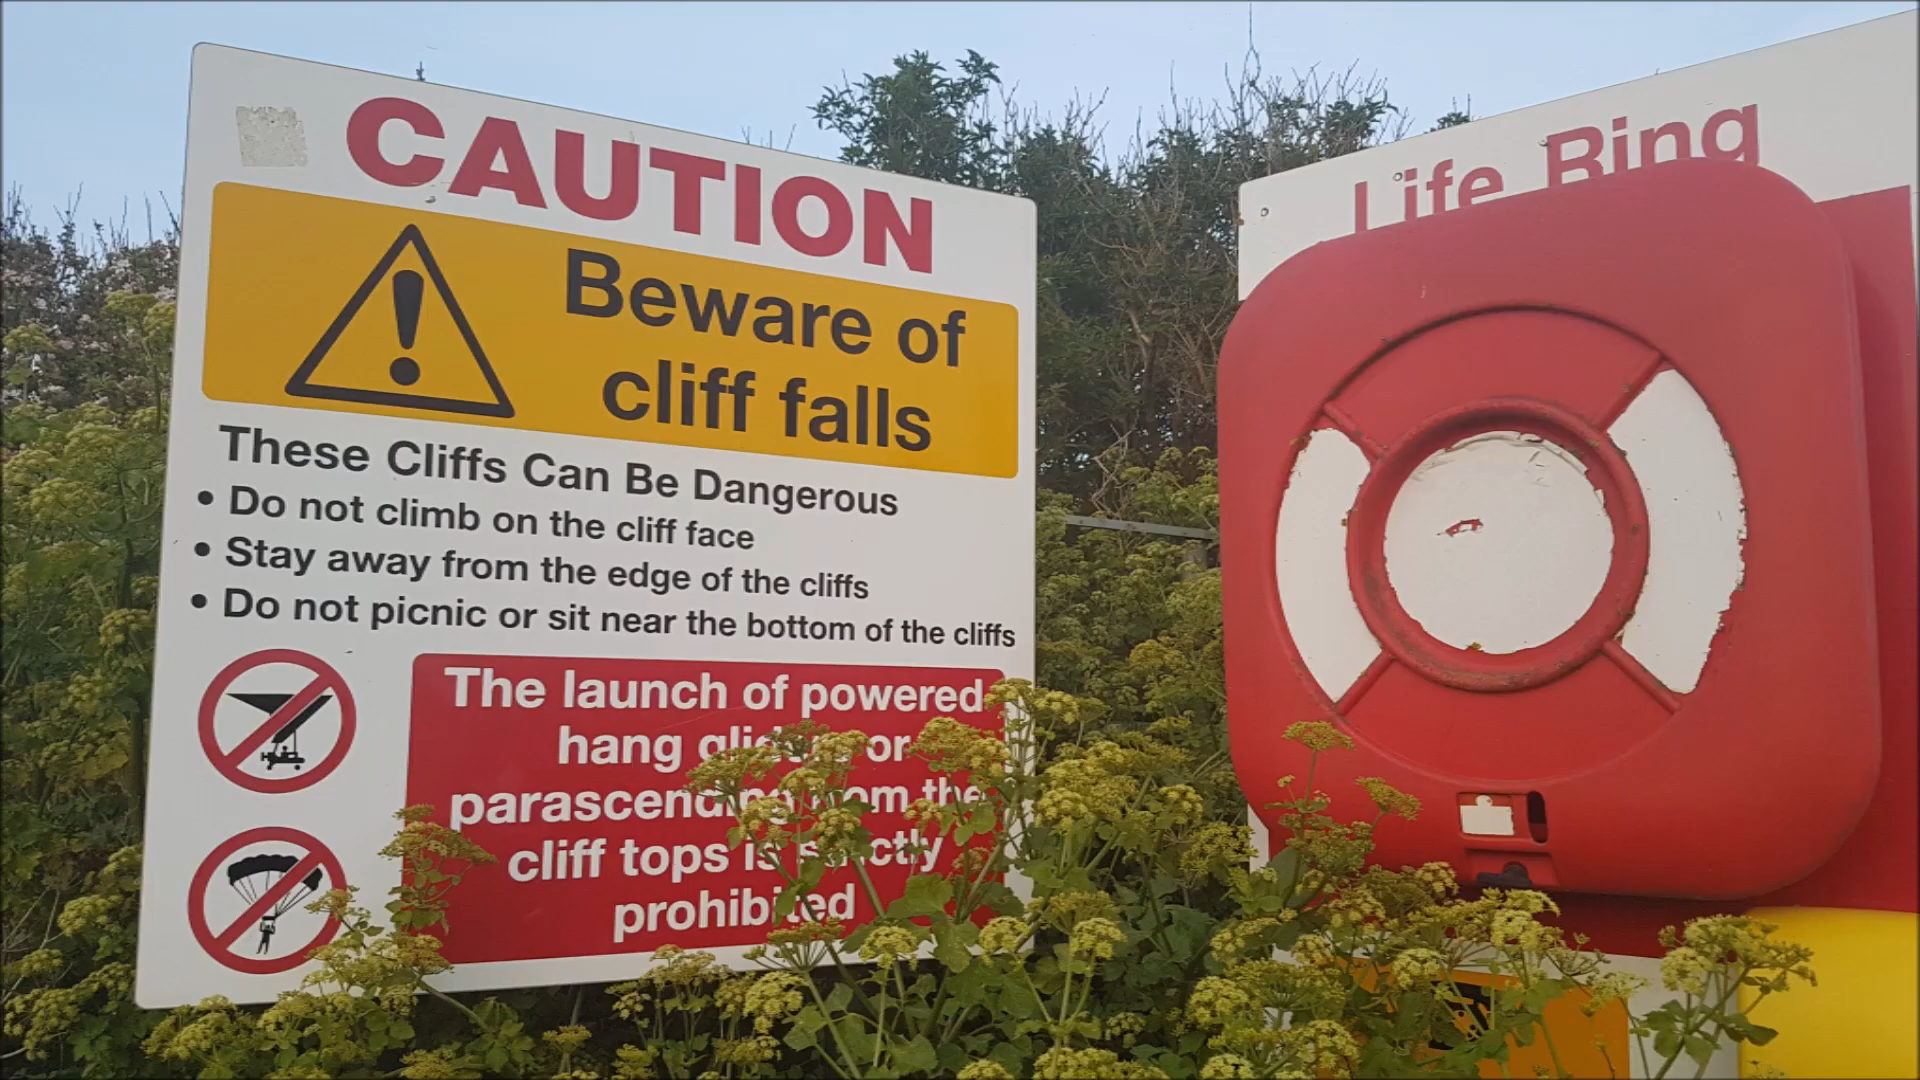 CAUTION
Beware of
cliff falls
These Cliffs Can Be Dangerous
• Do not climb on the cliff face
• Stay away from the edge of the cliffs
• Do not picnic or sit near the bottom of the cliffs
The launch of powered
hang gliders or
parascending from the
cliff tops is strictly
prohibited
Life Ring